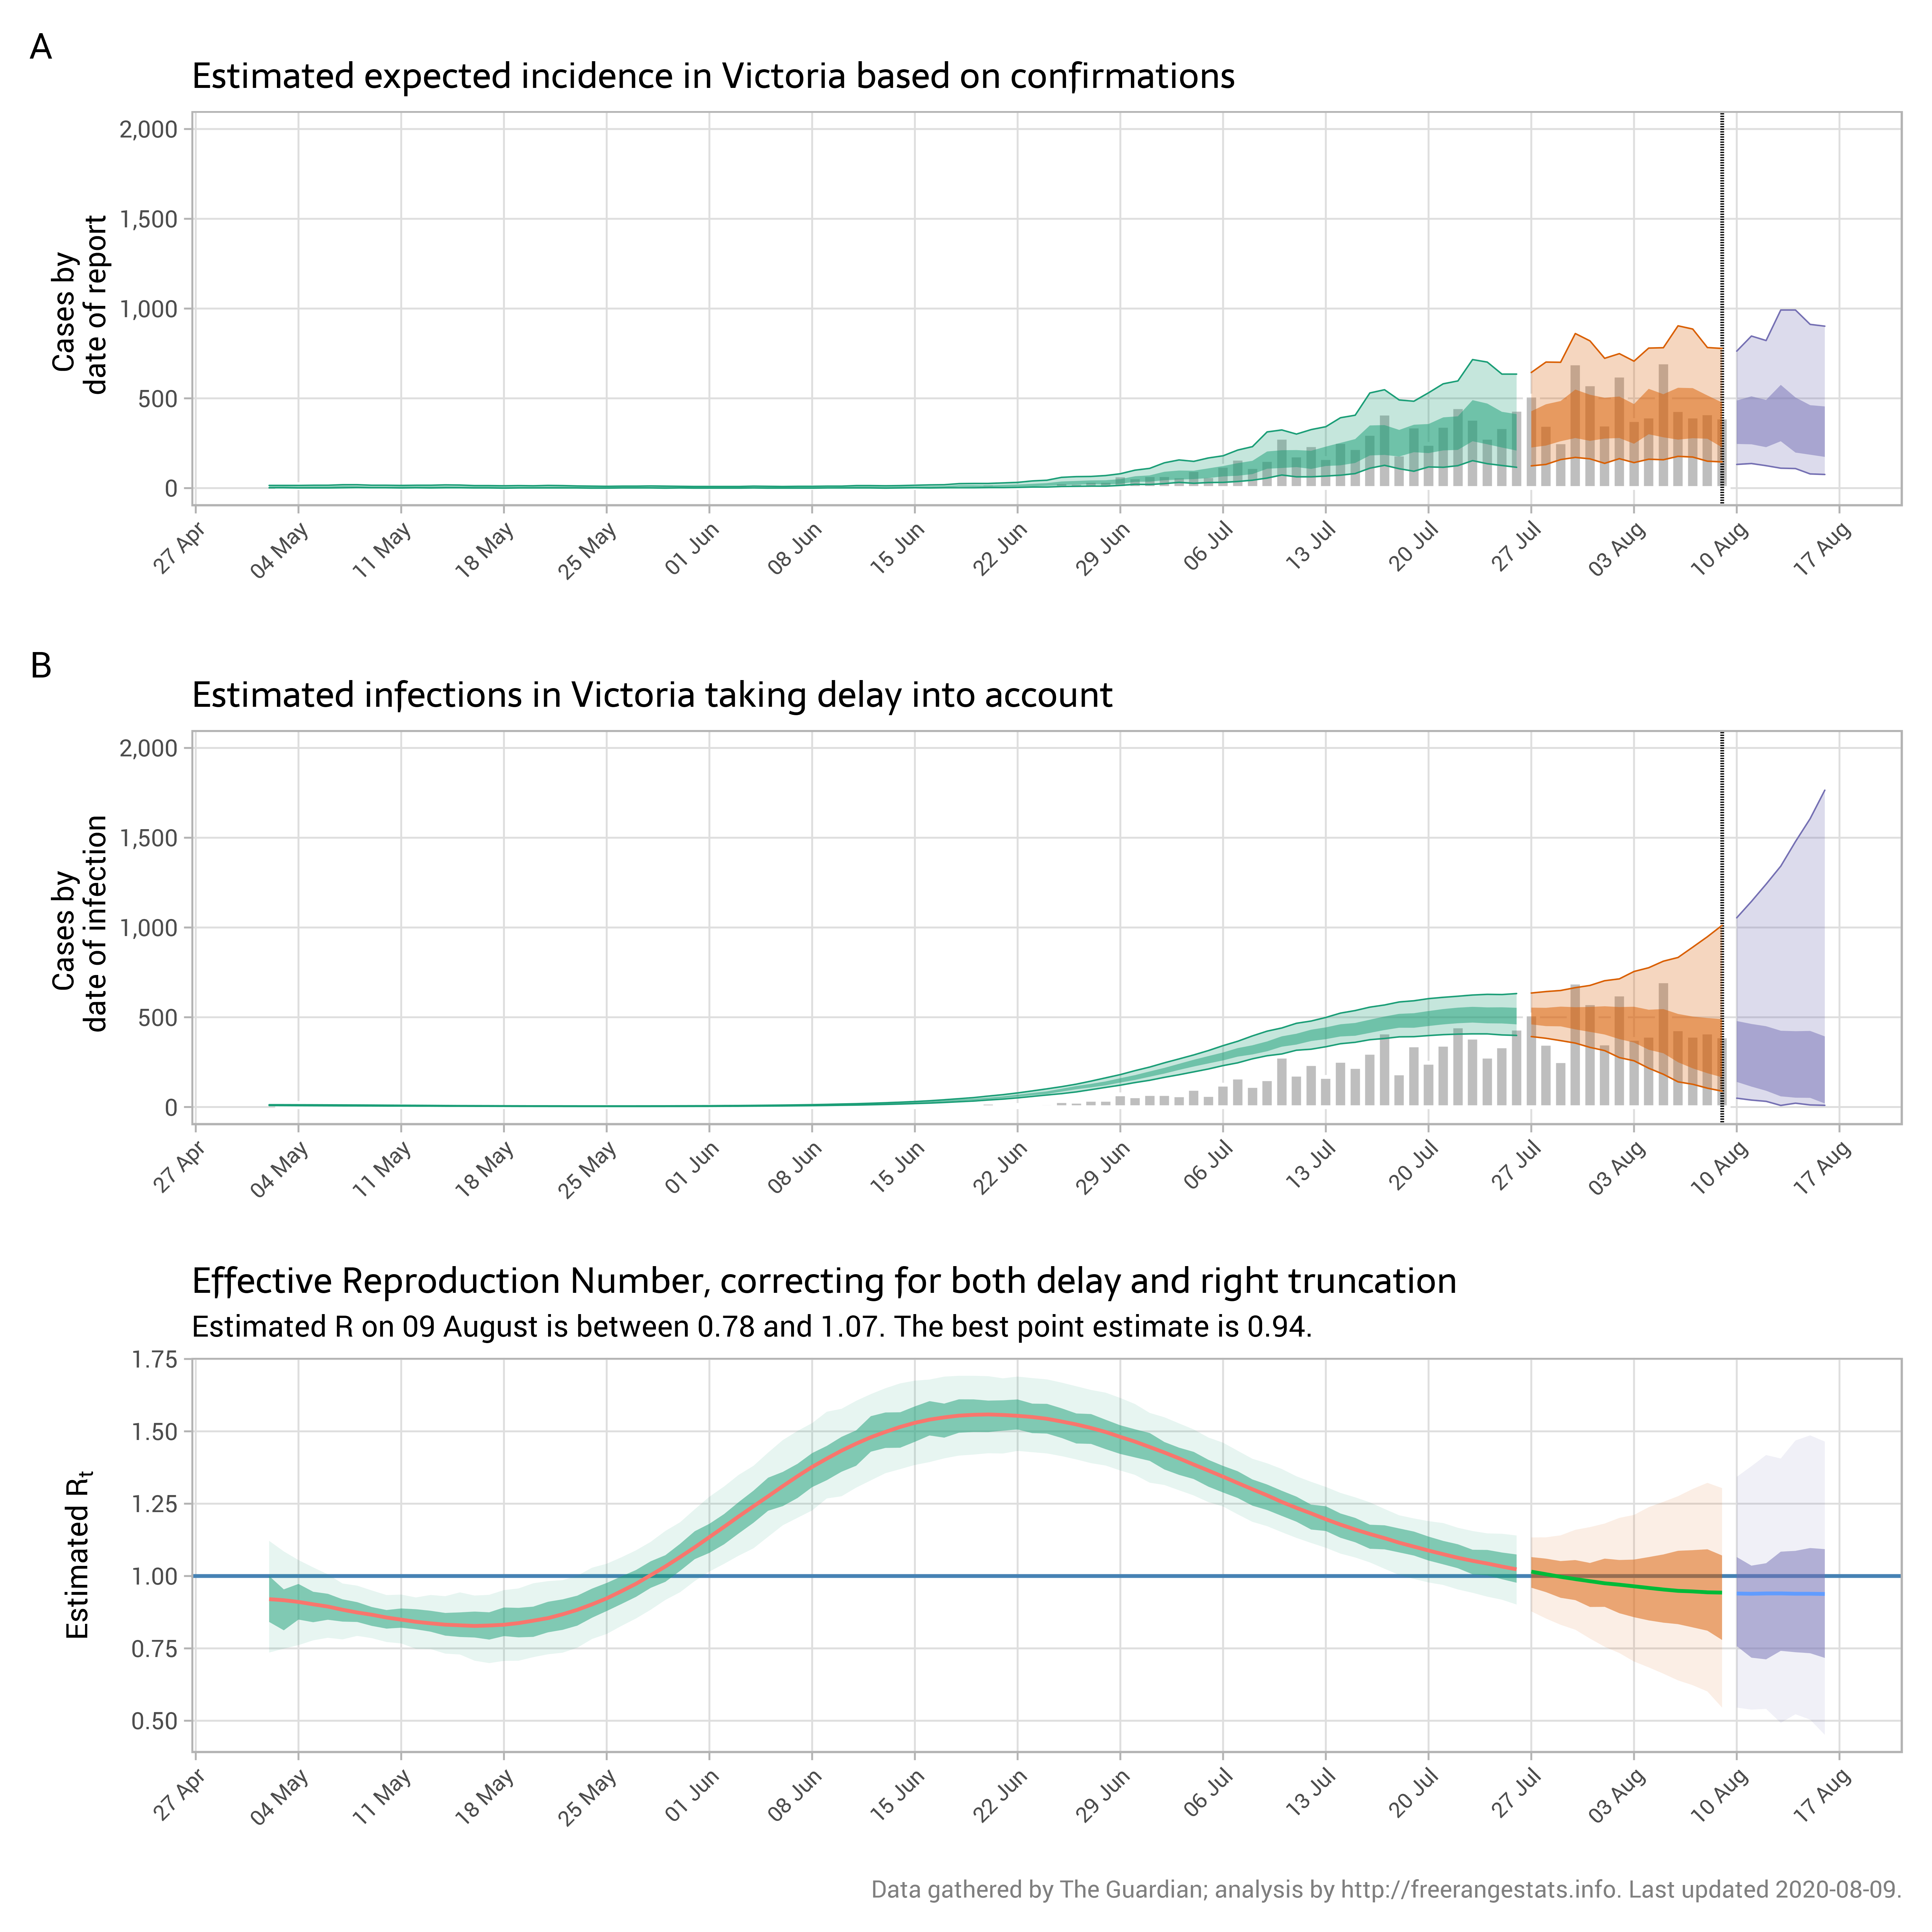 A
Estimated expected incidence in Victoria based on confirmations
Cases by
date of report
2,000
1,500
1,000
500
0
27 Apr
04 May
11 May
18 May
25 May
01 Jun
08 Jun
15 Jun
22 Jun
29 Jun
06 Jul
13 Jul
20 Jul
27 Jul
03 Aug
10 Aug
17 Aug
B
Estimated infections in Victoria taking delay into account
Cases by
date of infection
2,000
1,500
1,000
500
0
27 Apr
04 May
11 May
18 May
25 May
01 Jun
08 Jun
15 Jun
22 Jun
29 Jun
06 Jul
13 Jul
20 Jul
27 Jul
03 Aug
10 Aug
17 Aug
Effective Reproduction Number, correcting for both delay and right truncation
Estimated R on 09 August is between 0.78 and 1.07. The best point estimate is 0.94.
Estimated Rt
1.75
1.50
1.25
1.00
0.75
0.50
27 Apr
04 May
11 May
18 May
25 May
01 Jun
08 Jun
15 Jun
22 Jun
29 Jun
06 Jul
13 Jul
20 Jul
27 Jul
03 Aug
10 Aug
17 Aug
Data gathered by The Guardian; analysis by http://freerangestats.info. Last updated 2020-08-09.